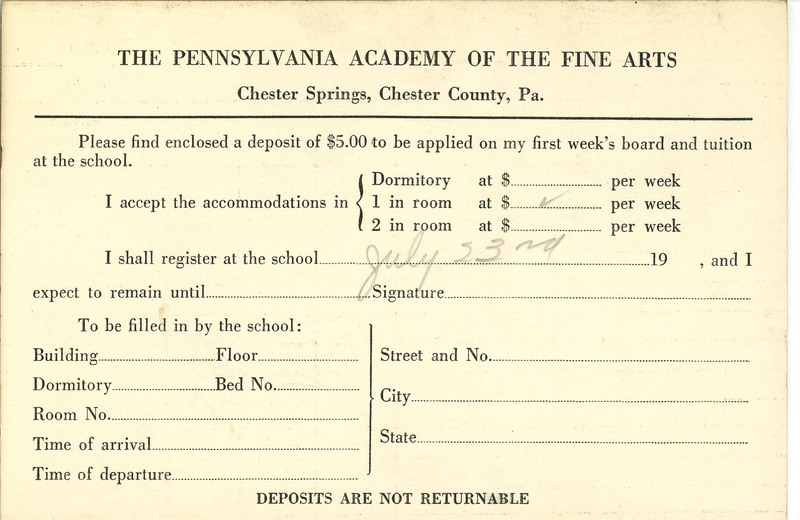 THE PENNSYLVANIA ACADEMY OF THE FINE ARTS
Chester Springs, Chester County, Pa.
Please find enclosed a deposit of $5.00 to be applied on my first week's board and tuition
at the school.
Dormitory at $ per week
I accept the accommodations in { 1 in room at $ ✓ per week
2 in room at $ per week
I shall register at the school July 23rd 19 , and I
expect to remain until Signature
To be filled in by the school:
Building Floor
Street and No.
Dormitory Bed No.
City
Room No.
State
Time of arrival
Time of departure
DEPOSITS ARE NOT RETURNABLE